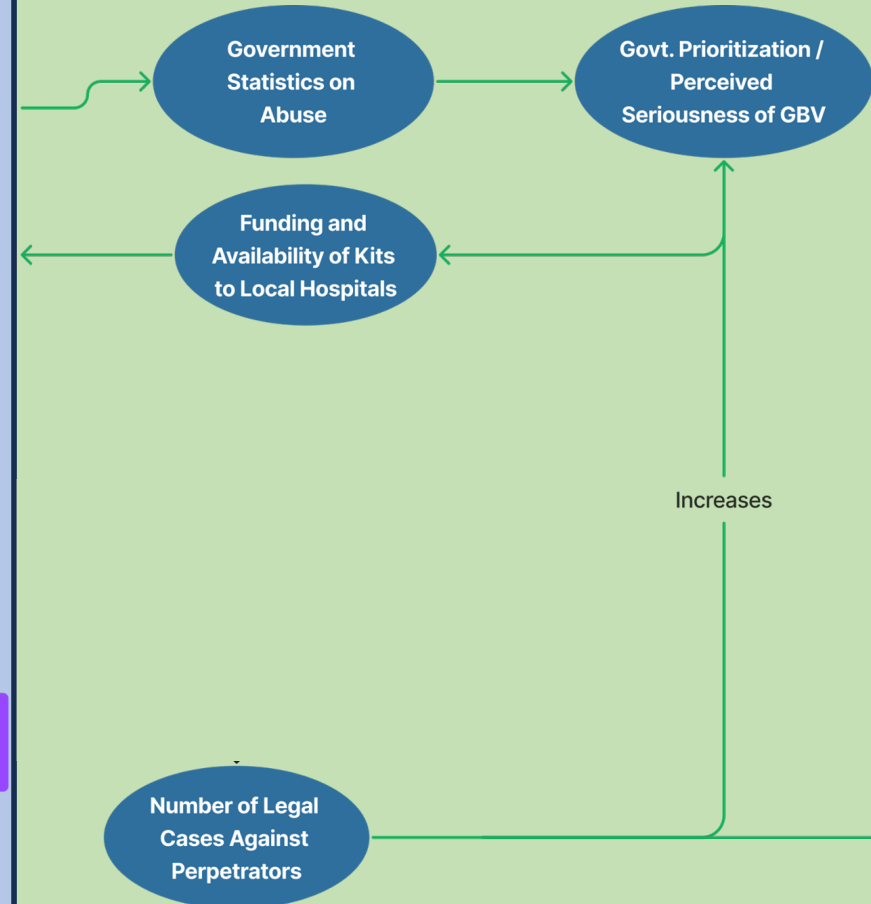 Government
Statistics on
Abuse
Govt. Prioritization /
Perceived
Seriousness of GBV
Funding and
Availability of Kits
to Local Hospitals
Increases
Number of Legal
Cases Against
Perpetrators